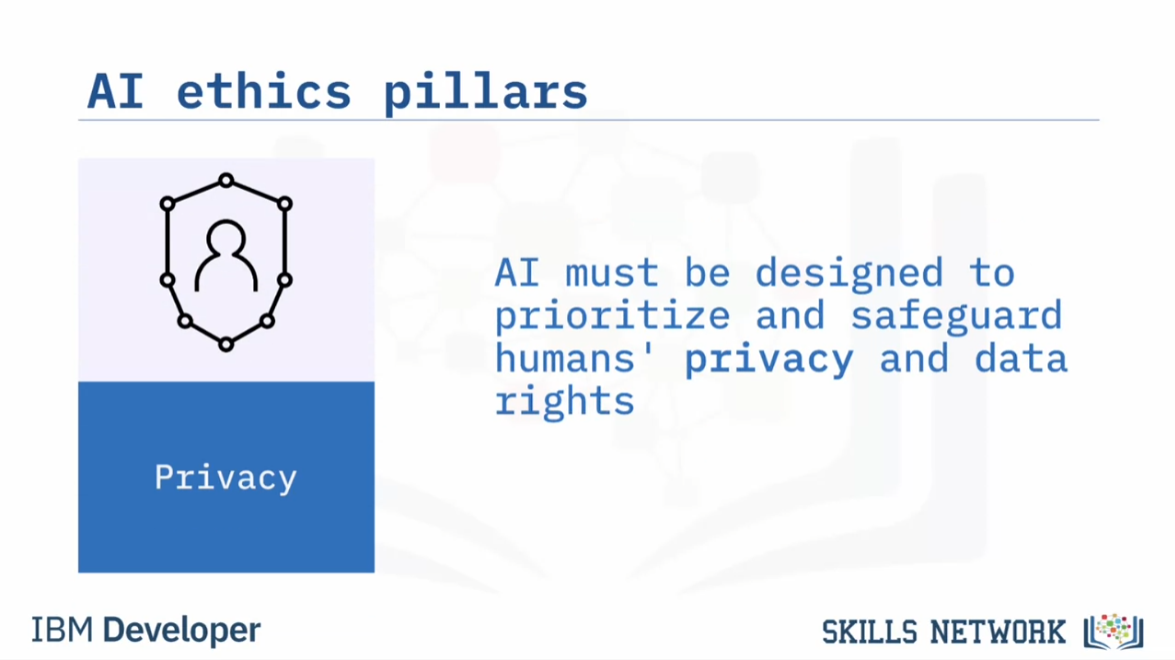 AI ethics pillars
AI must be designed to
prioritize and safeguard
humans' privacy and data
rights
Privacy
IBM Developer
SKILLS NETWORK